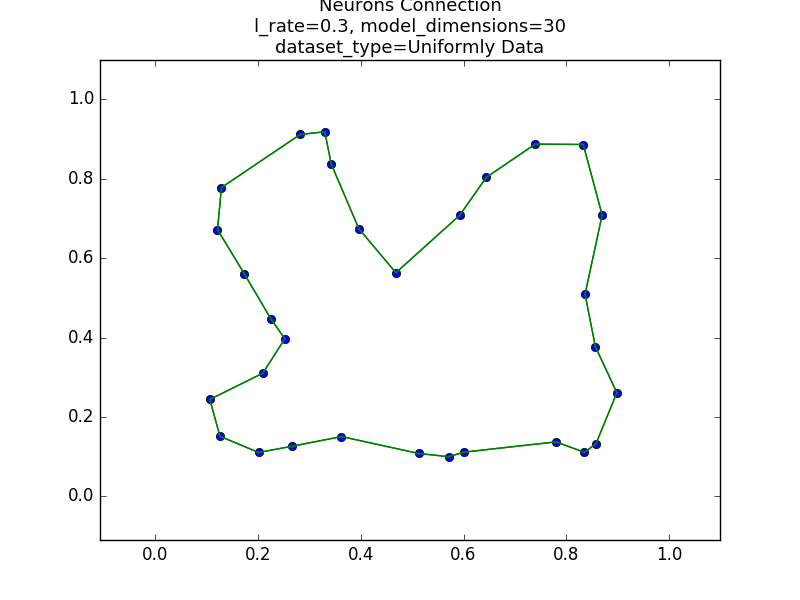 Neurons Connection
l_rate=0.3, model_dimensions=30
dataset_type=Uniformly Data
1.0
0.8
0.6
0.4
0.2
0.0
0.0 0.2 0.4 0.6 0.8 1.0